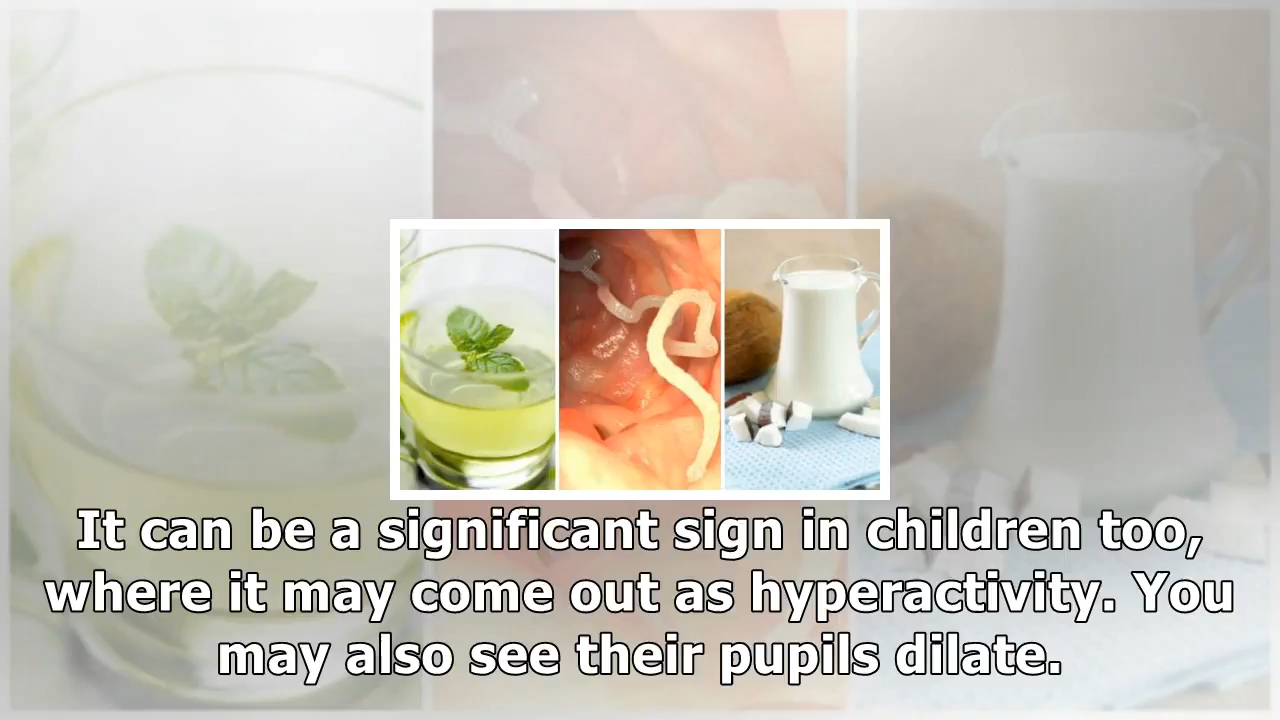 It can be a significant sign in children too,
where it may come out as hyperactivity. You
may also see their pupils dilate.